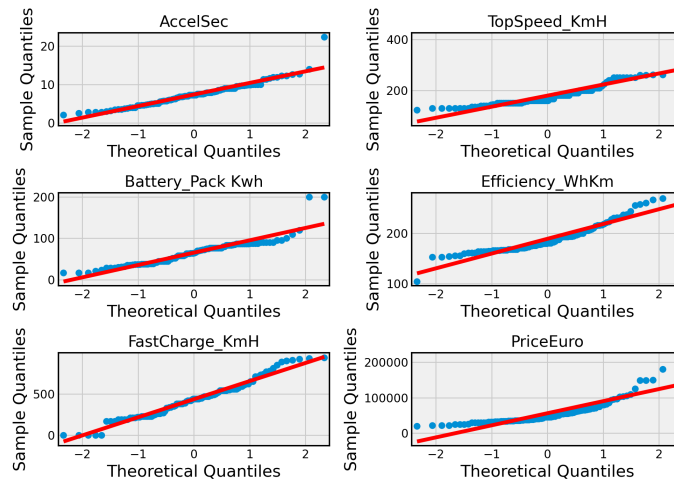 AccelSec
TopSpeed_KmH
Sample Quantiles
20
10
0
−2
−1
0
1
2
Theoretical Quantiles
Sample Quantiles
400
200
−2
−1
0
1
2
Theoretical Quantiles
Battery_Pack Kwh
Efficiency_WhKm
Sample Quantiles
200
100
0
−2
−1
0
1
2
Theoretical Quantiles
Sample Quantiles
200
100
−2
−1
0
1
2
Theoretical Quantiles
FastCharge_KmH
PriceEuro
Sample Quantiles
500
0
−2
−1
0
1
2
Theoretical Quantiles
Sample Quantiles
200000
100000
0
−2
−1
0
1
2
Theoretical Quantiles